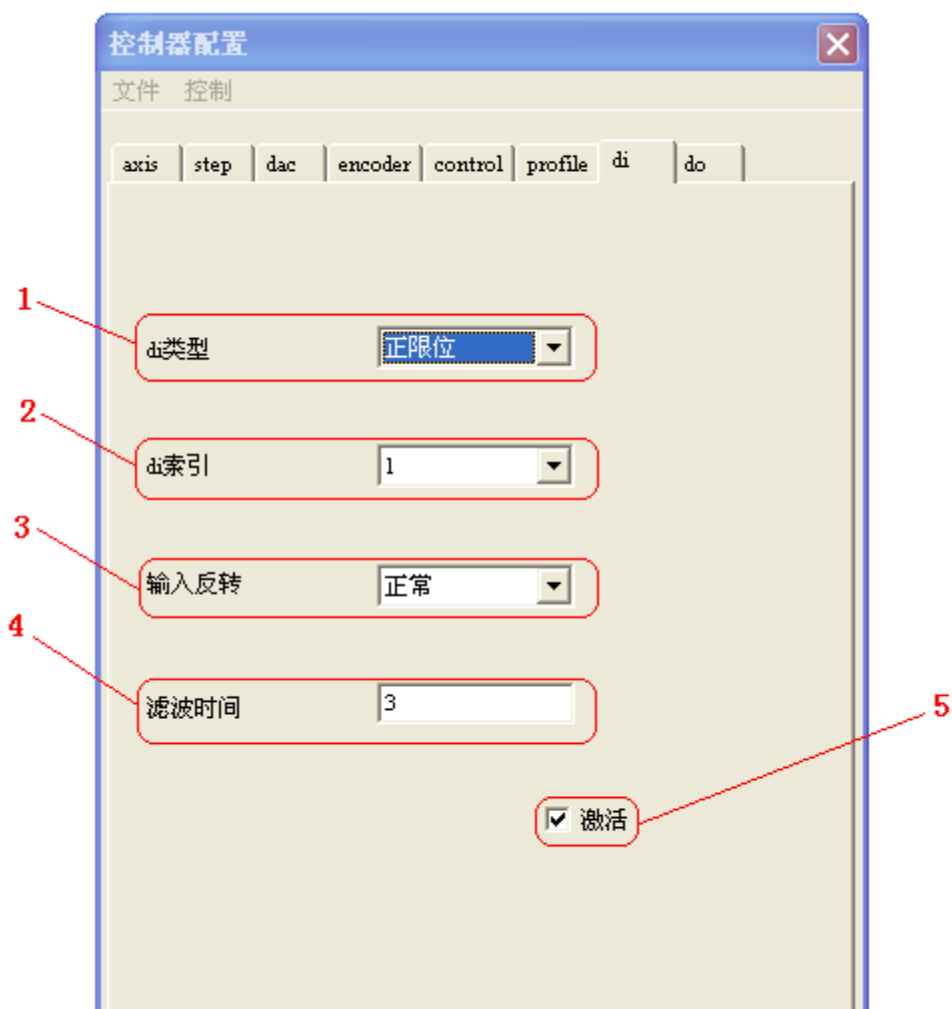 控制器配置
文件 控制
axis step dac encoder control profile di do
1
di类型 正限位
2
di索引 1
3
输入反转 正常
4
滤波时间 3
5
激活